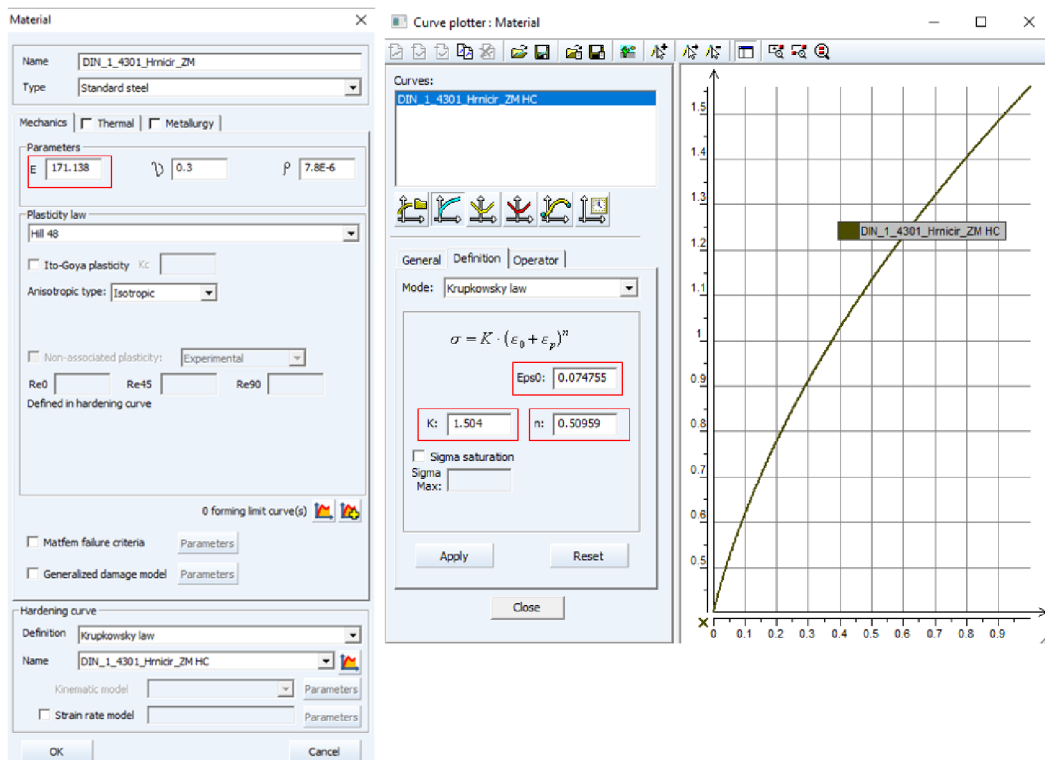 Material
Name DIN_1_4301_Hrnicir_ZM
Type Standard steel
Mechanics Thermal Metallurgy
Parameters
E 171.138 υ 0.3 ρ 7.8E-6
Plasticity law
Hill 48
Ito-Goya plasticity Kc
Anisotropic type: Isotropic
Non-associated plasticity: Experimental
Re0 Re45 Re90
Defined in hardening curve
0 forming limit curve(s)
Matfem failure criteria Parameters
Generalized damage model Parameters
Hardening curve
Definition Krupkowsky law
Name DIN_1_4301_Hrnicir_ZM HC
Kinematic model Parameters
Strain rate model Parameters
OK Cancel
Curve plotter : Material
Curves:
DIN_1_4301_Hrnicir_ZM HC
General Definition Operator
Mode: Krupkowsky law
σ = K · (ε0 + εp)^n
Eps0: 0.074755
K: 1.504 n: 0.50959
Sigma saturation
Sigma
Max:
Apply Reset
Close
1.5
1.4
1.3
DIN_1_4301_Hrnicir_ZM HC
1.2
1.1
1
0.9
0.8
0.7
0.6
0.5
0 0.1 0.2 0.3 0.4 0.5 0.6 0.7 0.8 0.9